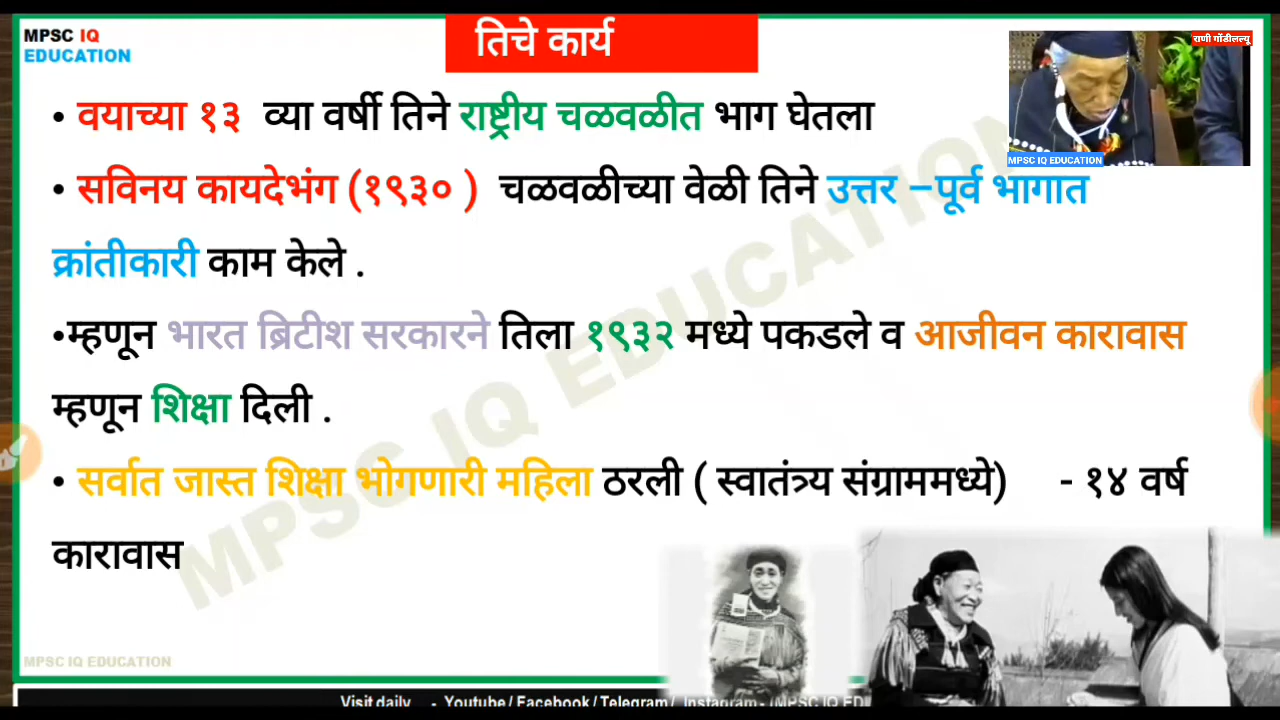 MPSC IQ
EDUCATION
तिचे कार्य
राणी गोंडीलल्यू
MPSC IQ EDUCATION
• वयाच्या १३ व्या वर्षी तिने राष्ट्रीय चळवळीत भाग घेतला
• सविनय कायदेभंग (१९३० ) चळवळीच्या वेळी तिने उत्तर –पूर्व भागात
क्रांतीकारी काम केले .
•म्हणून भारत ब्रिटीश सरकारने तिला १९३२ मध्ये पकडले व आजीवन कारावास
म्हणून शिक्षा दिली .
• सर्वात जास्त शिक्षा भोगणारी महिला ठरली ( स्वातंत्र्य संग्राममध्ये) - १४ वर्ष
कारावास
MPSC IQ EDUCATION
MPSC IQ EDUCATION
Visit daily - Youtube / Facebook / Telegram / Instagram - (MPSC IQ ED